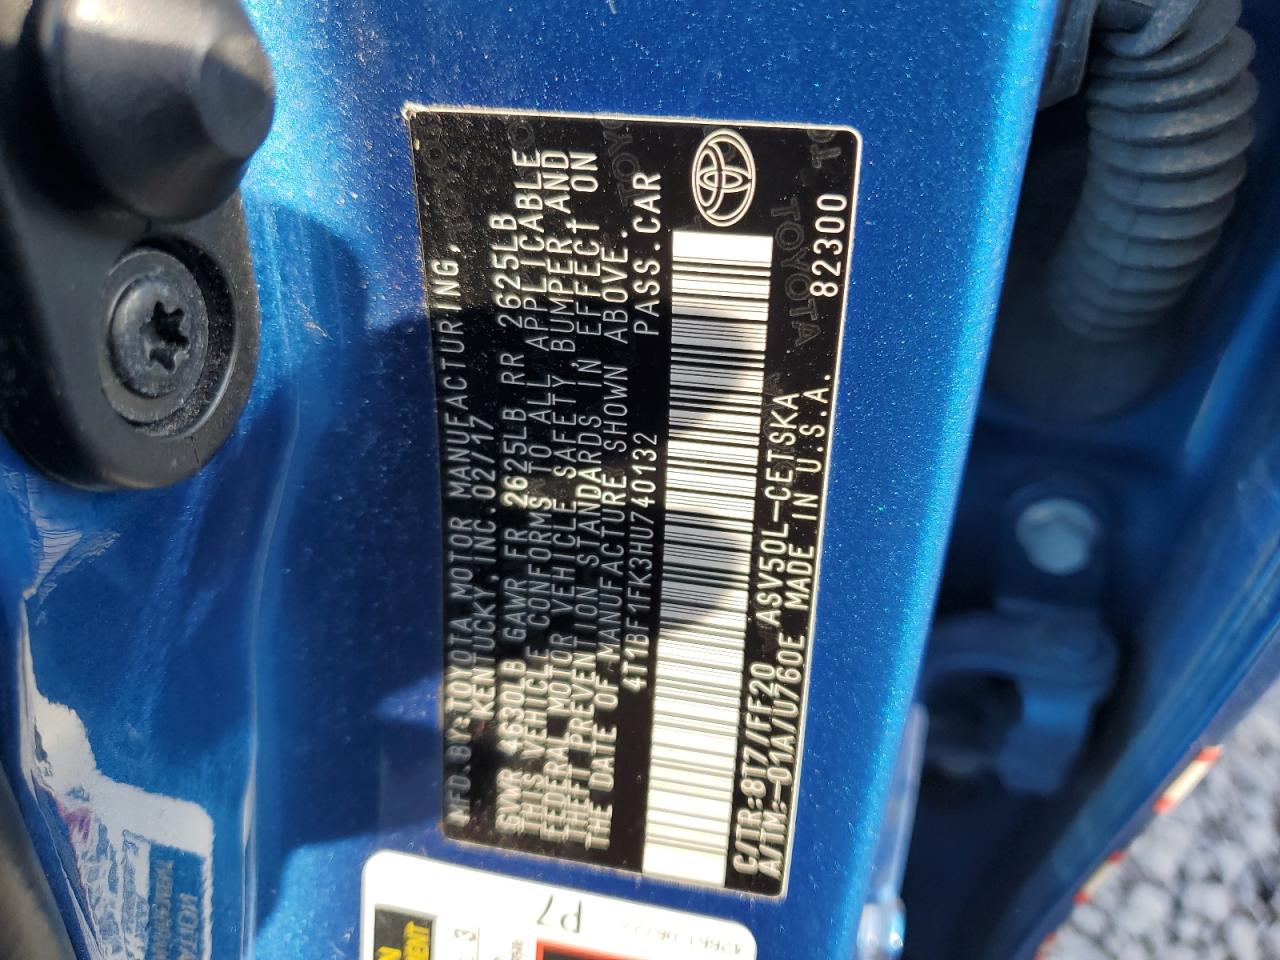 MFD.BY:TOYOTA MOTOR MANUFACTURING.
KENTUCKY,INC.02/17
GVWR 4630LB GAWR FR 2625LB RR 2625LB
THIS VEHICLE CONFORMS TO ALL APPLICABLE
FEDERAL MOTOR VEHICLE SAFETY BUMPER AND
THEFT PREVENTION STANDARDS IN EFFECT ON
THE DATE OF MANUFACTURE SHOWN ABOVE.
4T1BF1FK3HU740132 PASS.CAR
C/TR:8T7/FF20 ASV50L-CETSKA
A/TM:-01A/U760E MADE IN U.S.A. 82300
TOYOTA
P7
3